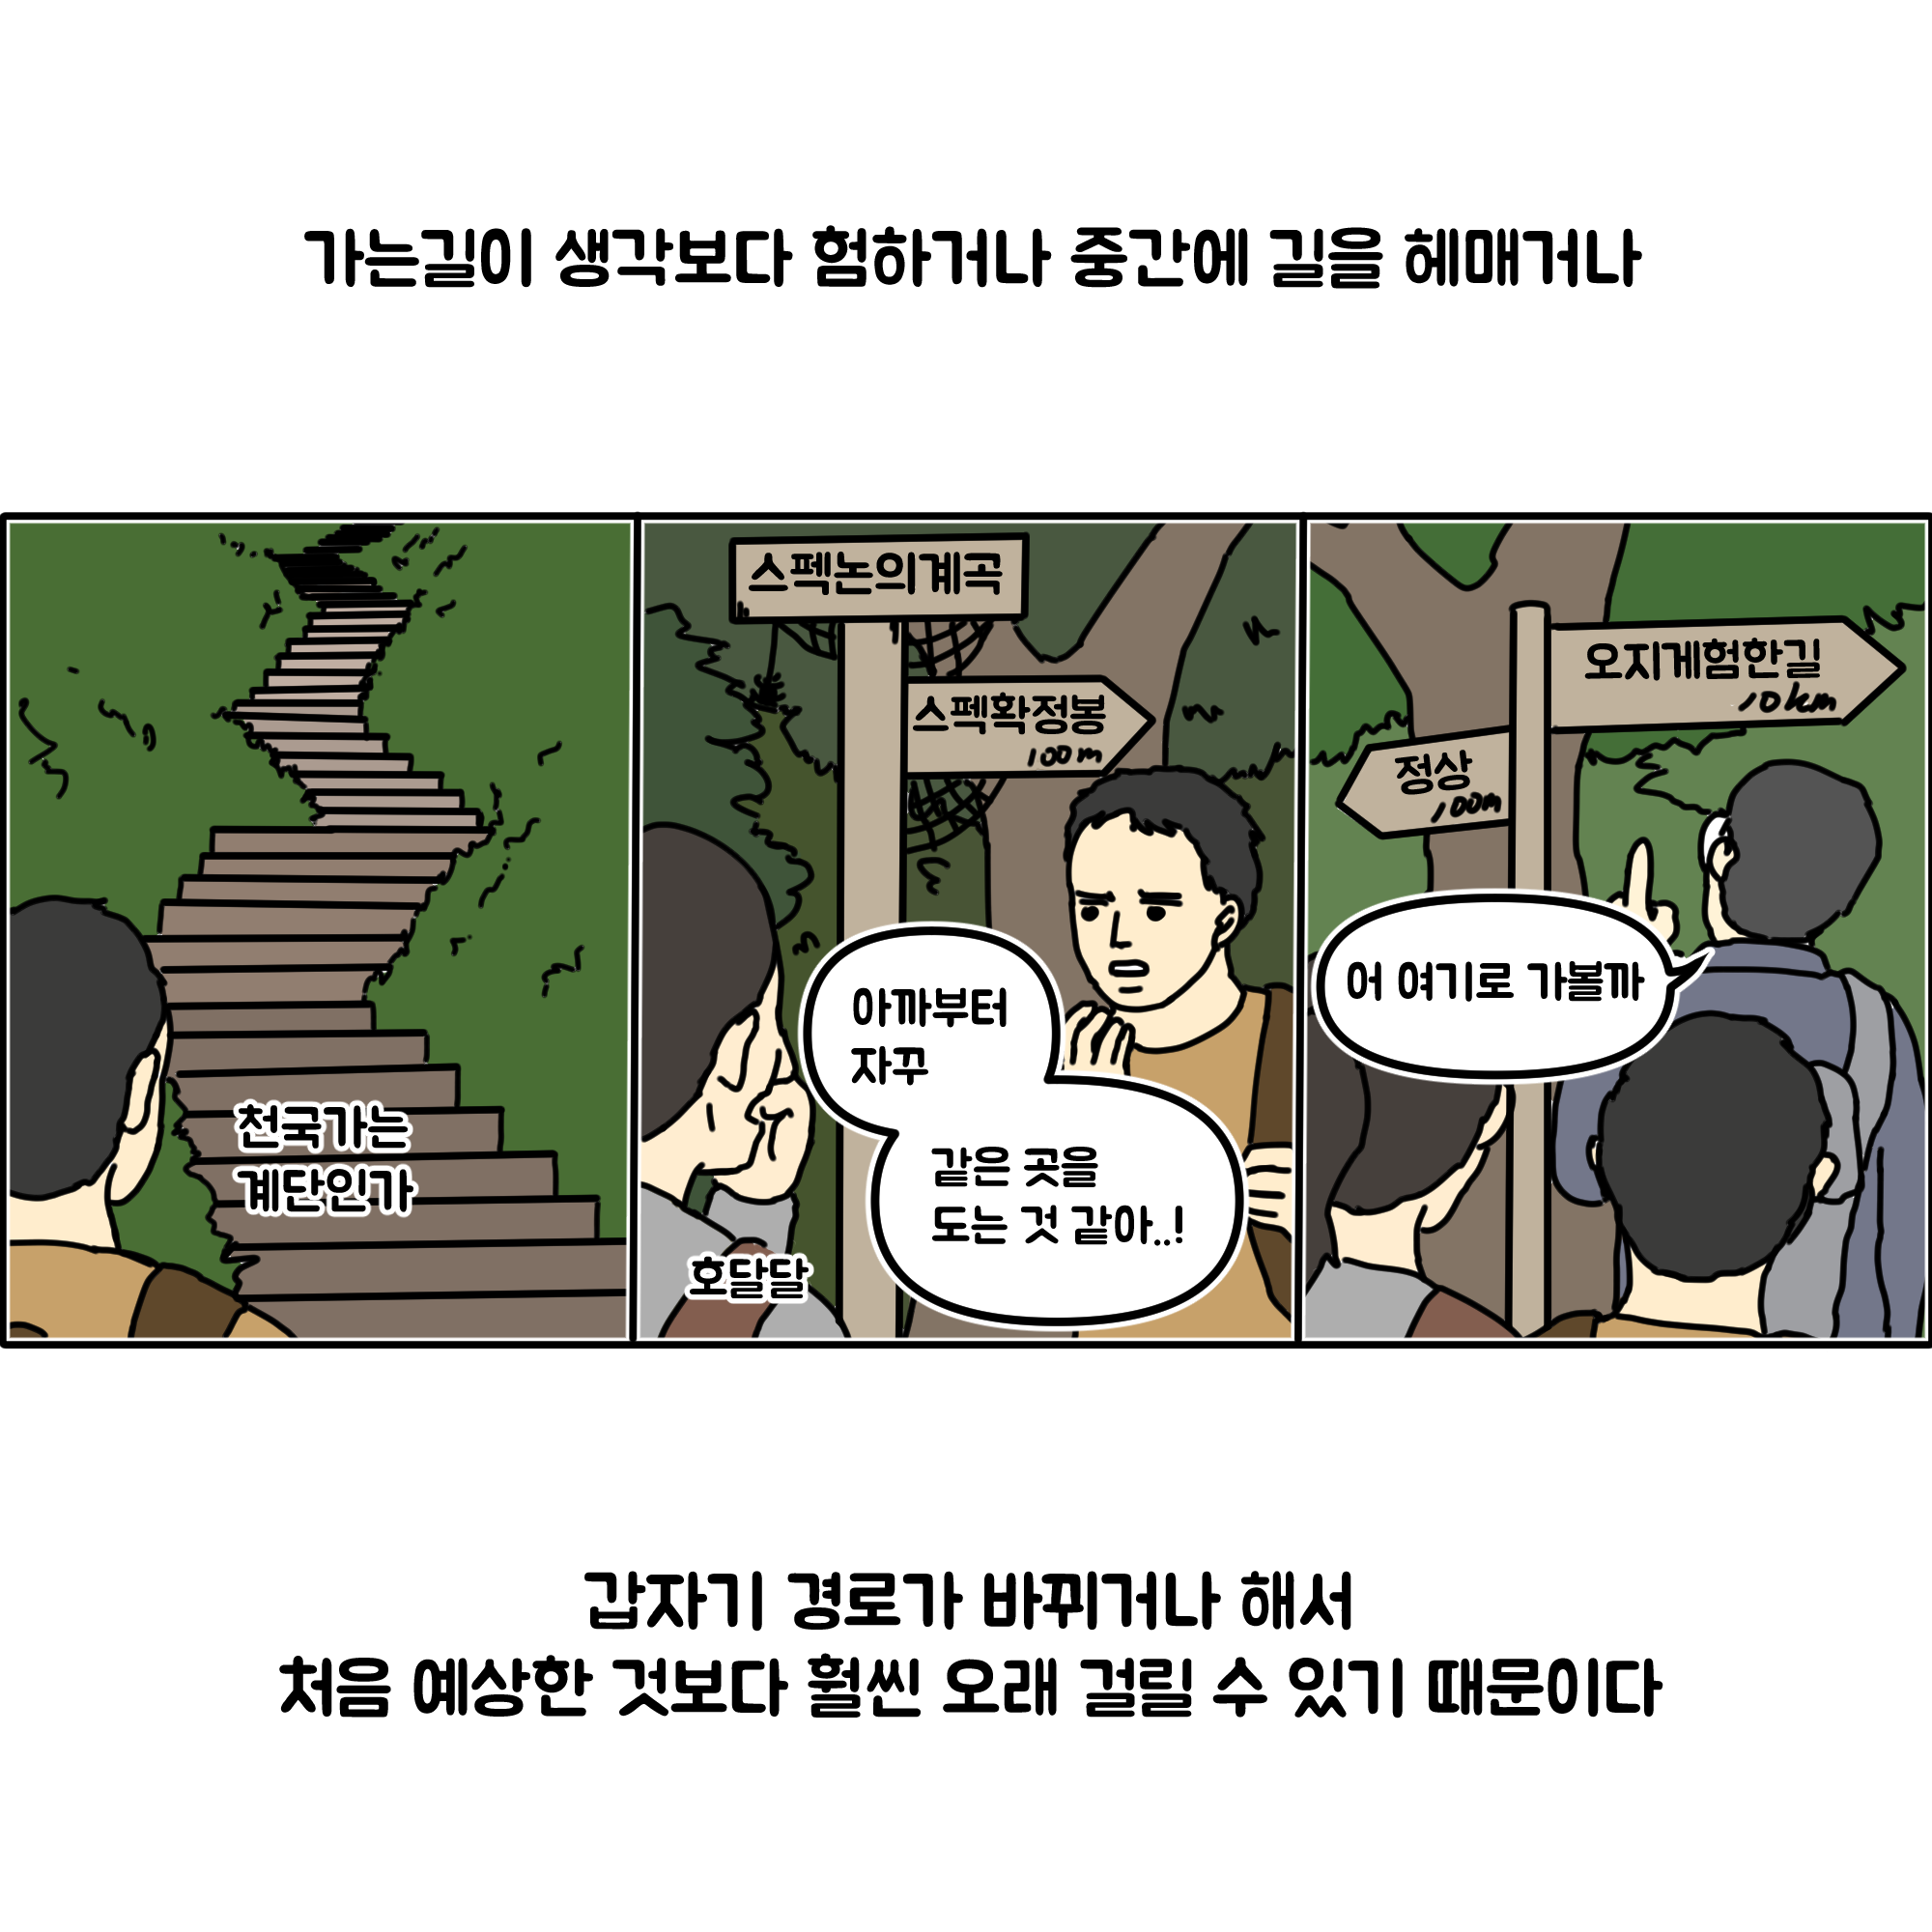 가는길이 생각보다 험하거나 중간에 길을 헤매거나
천국가는
계단인가
스펙논의계곡
스펙확정봉
100m
아까부터
자꾸
같은 곳을
도는 것 같아..!
호달달
오지게험한길
10km
정상
100m
어 여기로 가볼까
갑자기 경로가 바뀌거나 해서
처음 예상한 것보다 훨씬 오래 걸릴 수 있기 때문이다